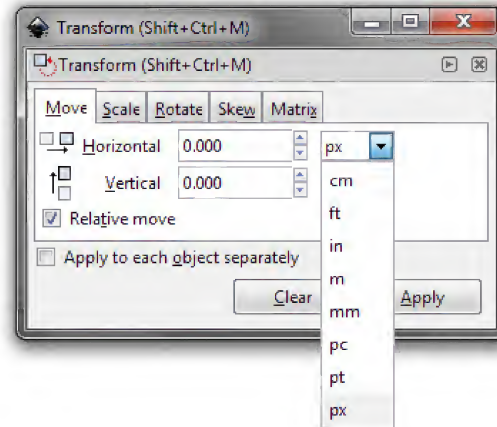 Transform (Shift+Ctrl+M)
Transform (Shift+Ctrl+M)
Move Scale Rotate Skew Matrix
Horizontal 0.000 px
Vertical 0.000
cm
ft
Relative move
in
Apply to each object separately
m
Clear Apply
mm
pc
pt
px